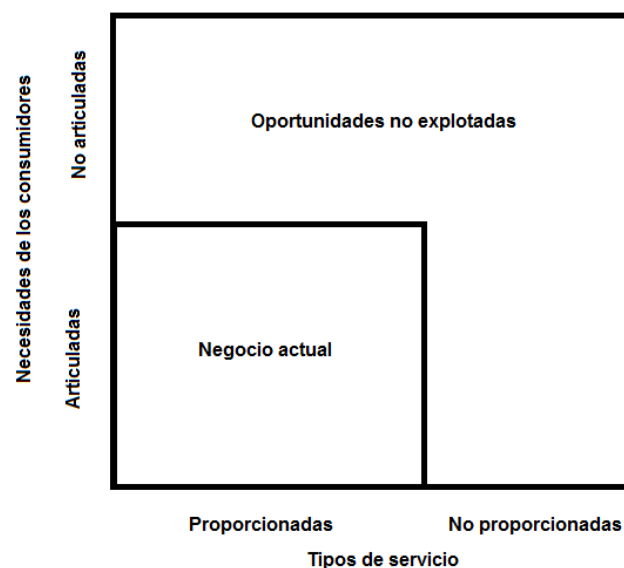 Necesidades de los consumidores
No articuladas
Articuladas
Oportunidades no explotadas
Negocio actual
Proporcionadas
No proporcionadas
Tipos de servicio